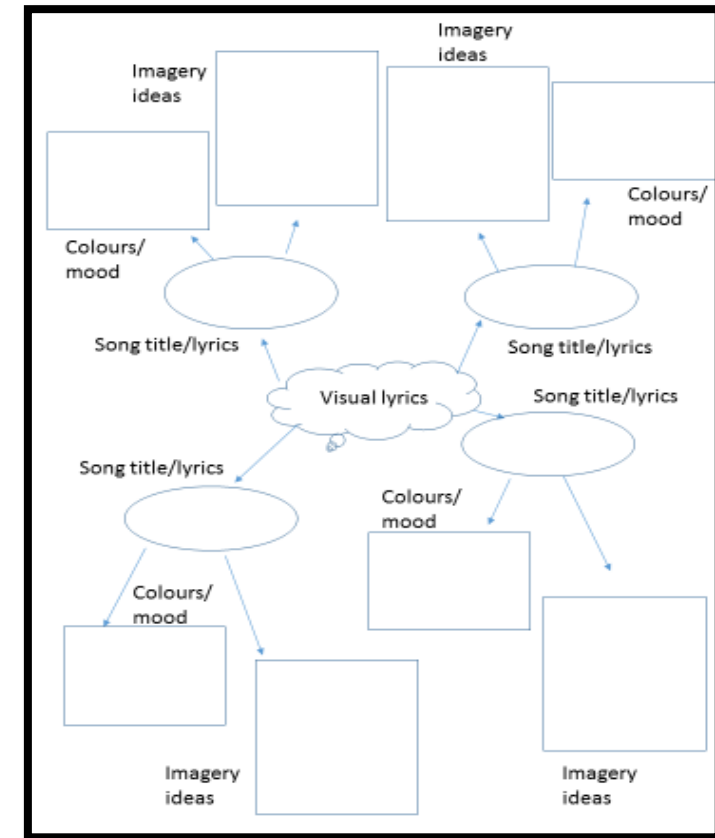 Imagery
ideas
Imagery
ideas
Colours/
mood
Colours/
mood
Song title/lyrics
Song title/lyrics
Visual lyrics
Song title/lyrics
Song title/lyrics
Colours/
mood
Colours/
mood
Imagery
ideas
Imagery
ideas